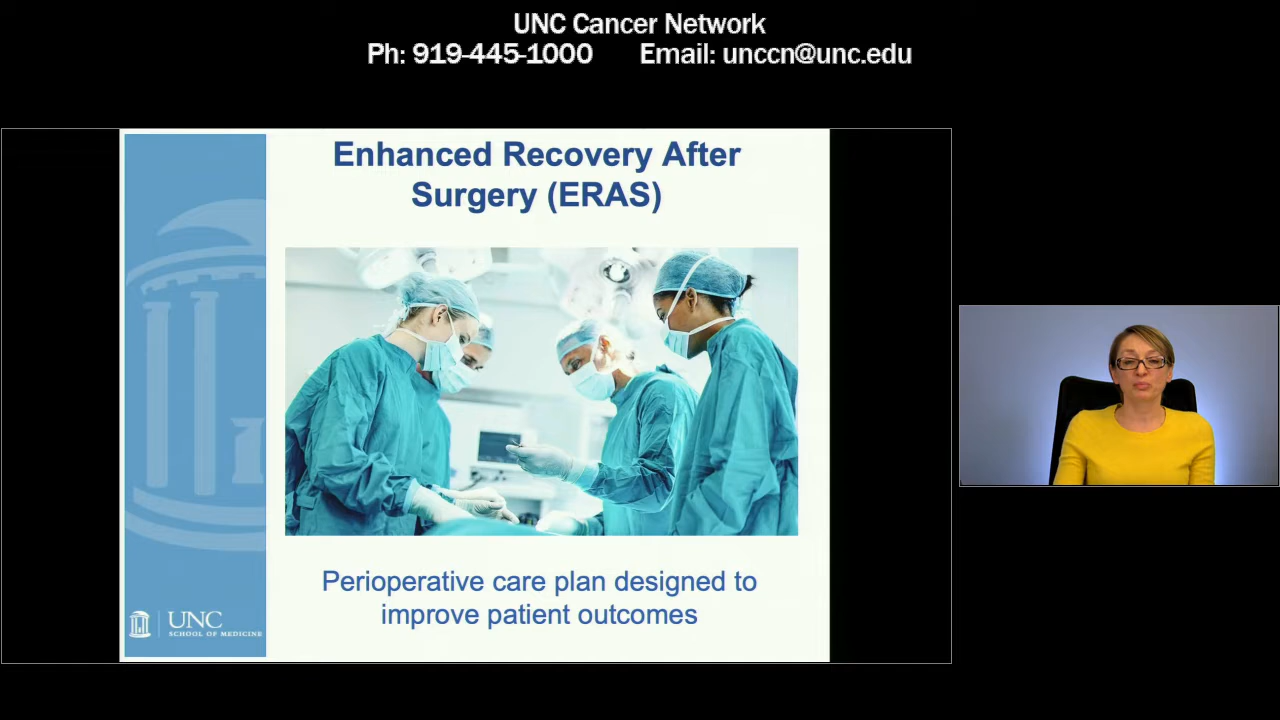 UNC Cancer Network
Ph: 919-445-1000 Email: unccn@unc.edu
Enhanced Recovery After
Surgery (ERAS)
Perioperative care plan designed to
improve patient outcomes
UNC
SCHOOL OF MEDICINE